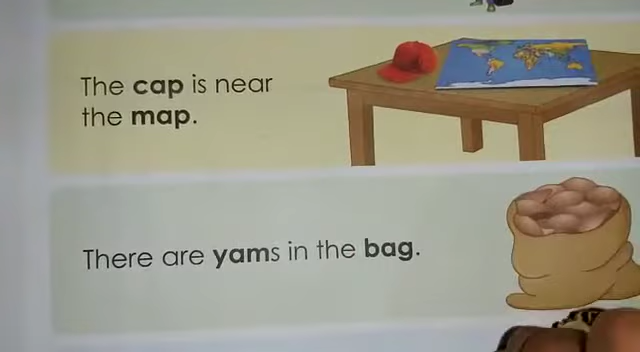 The cap is near
the map.
There are yams in the bag.